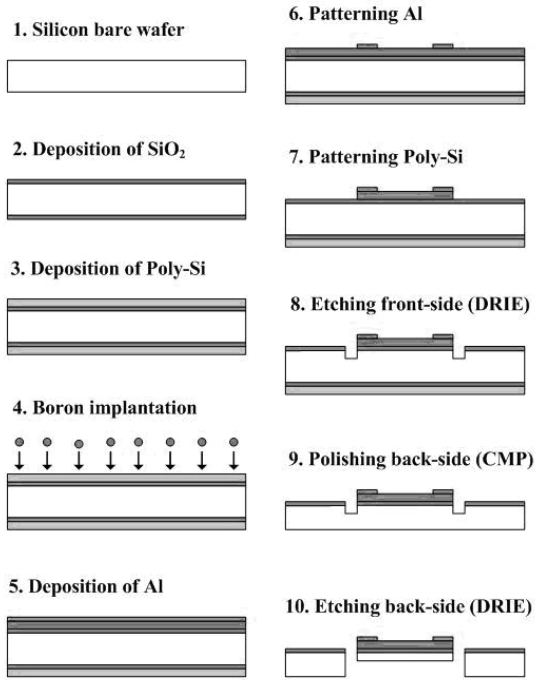 1. Silicon bare wafer
2. Deposition of SiO₂
3. Deposition of Poly-Si
4. Boron implantation
5. Deposition of Al
6. Patterning Al
7. Patterning Poly-Si
8. Etching front-side (DRIE)
9. Polishing back-side (CMP)
10. Etching back-side (DRIE)